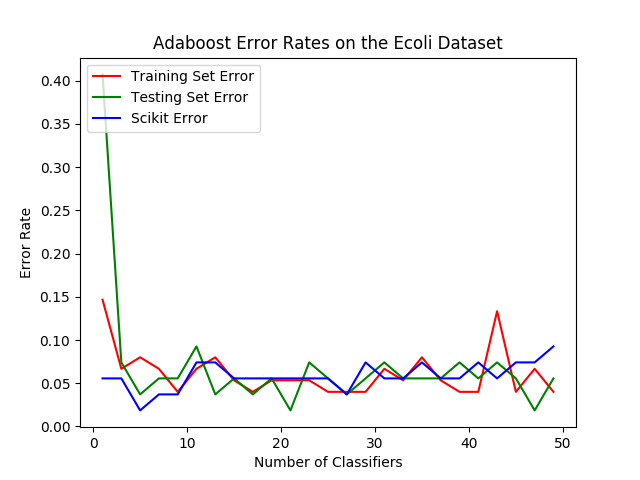 Adaboost Error Rates on the Ecoli Dataset
Training Set Error
Testing Set Error
Scikit Error
Error Rate
0.40
0.35
0.30
0.25
0.20
0.15
0.10
0.05
0.00
0 10 20 30 40 50
Number of Classifiers